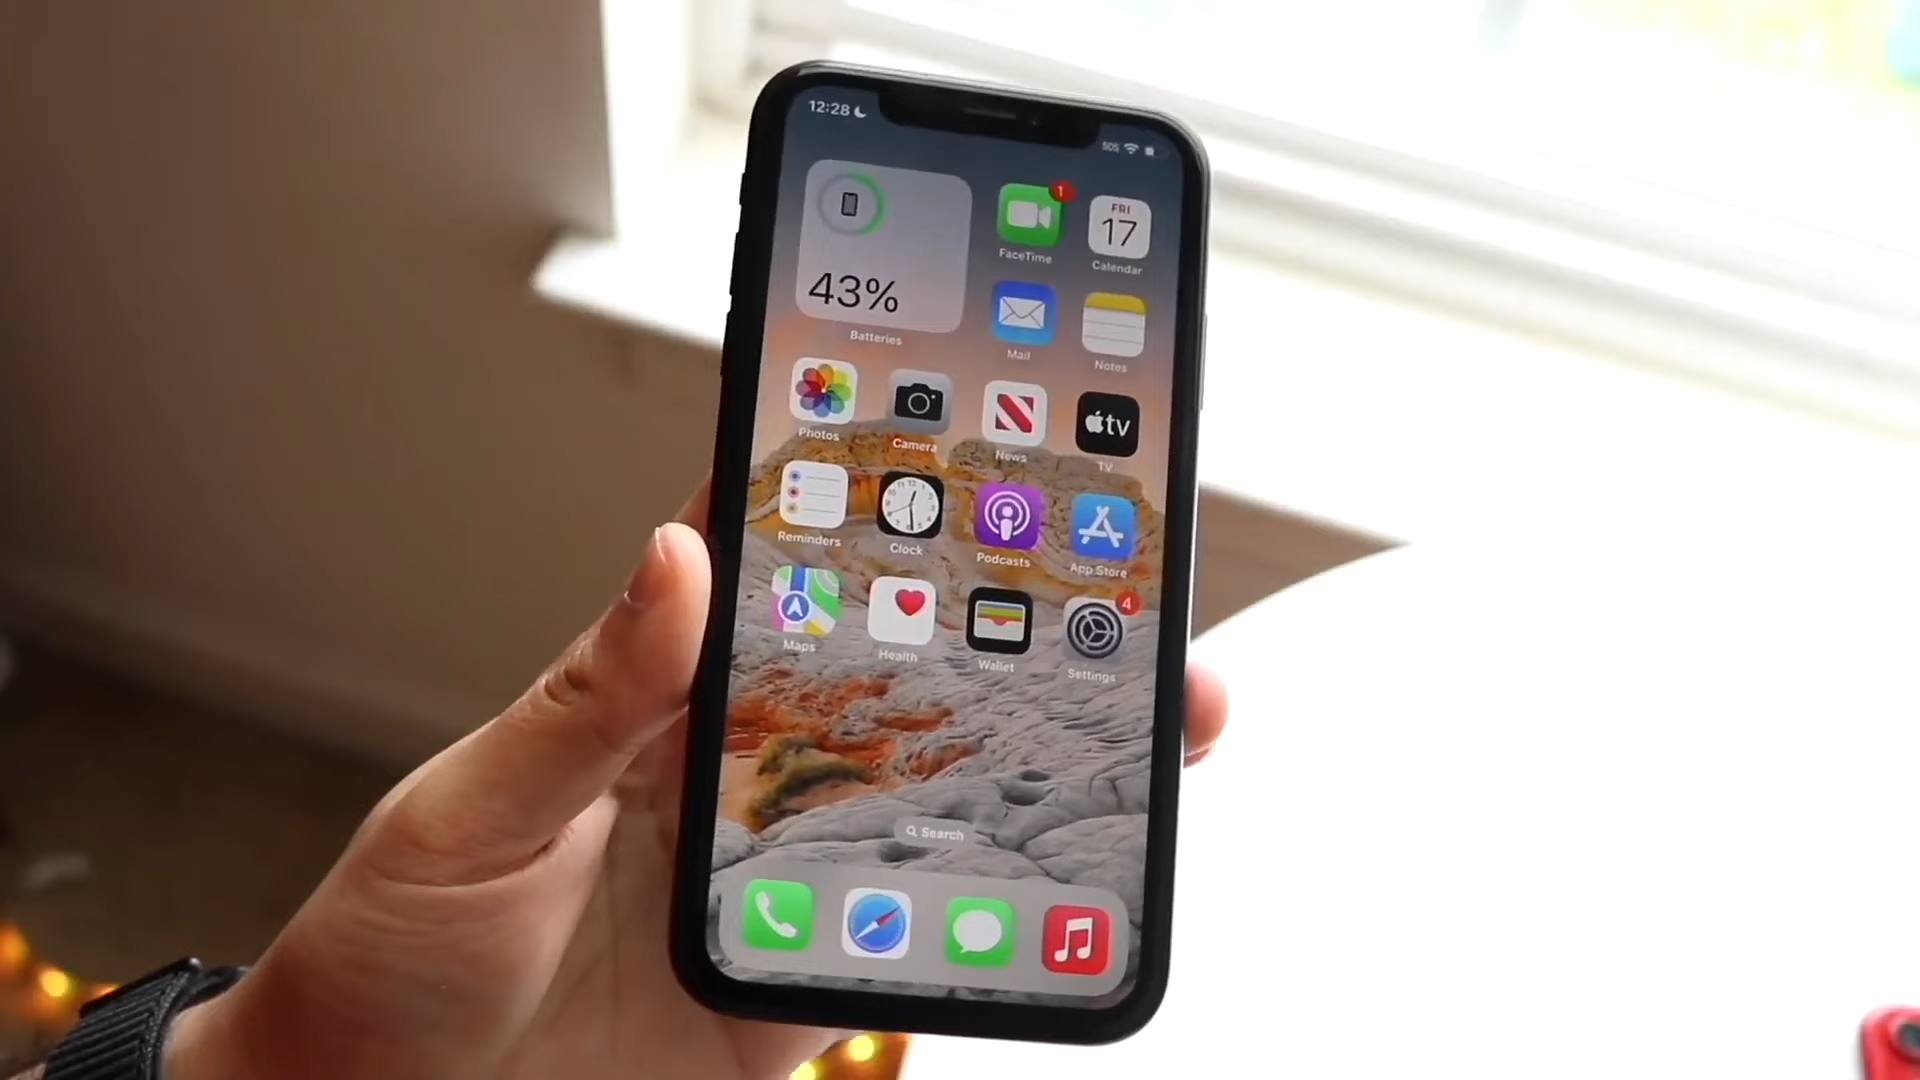 12:28
SOS
1
FRI
17
FaceTime
Calendar
43%
Batteries
Mail
Notes
tv
Photos
Camera
News
TV
Reminders
Clock
Podcasts
App Store
4
Maps
Health
Wallet
Settings
Search